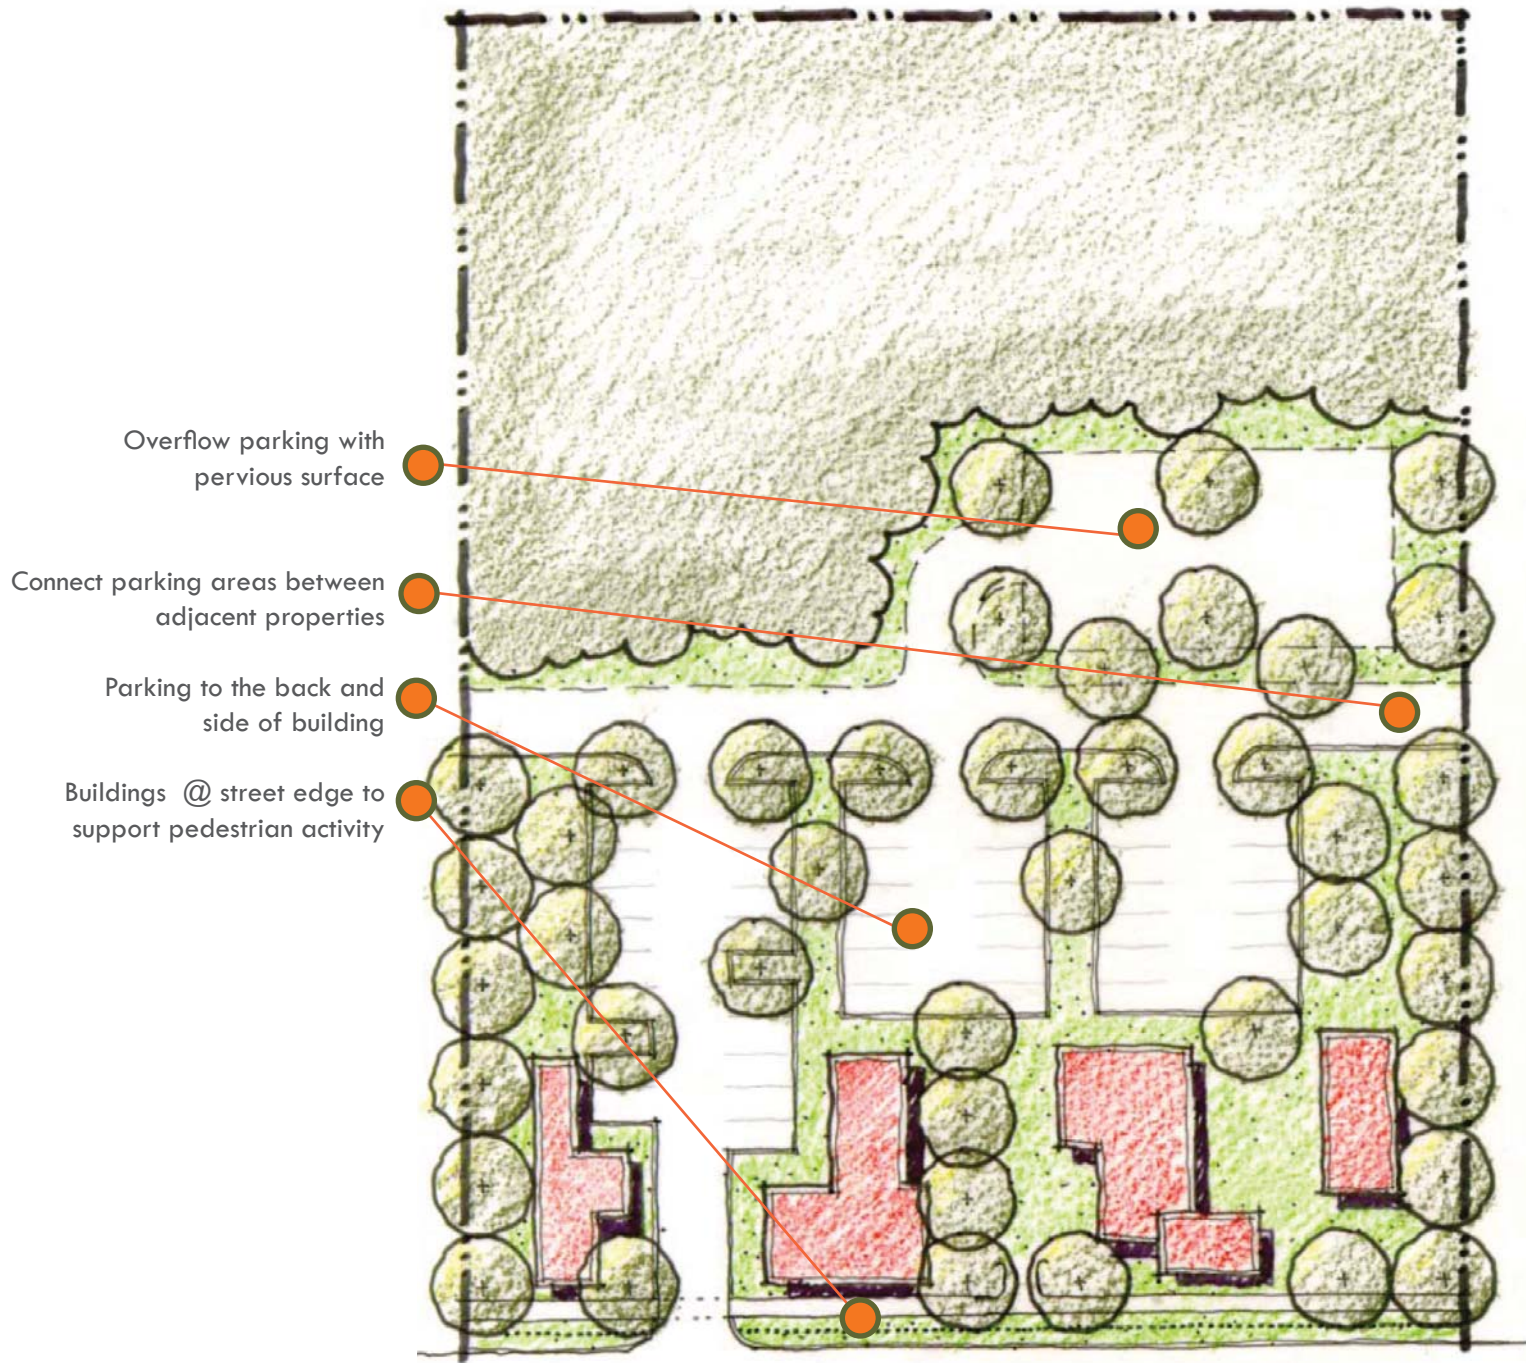 Overflow parking with
pervious surface
Connect parking areas between
adjacent properties
Parking to the back and
side of building
Buildings @ street edge to
support pedestrian activity